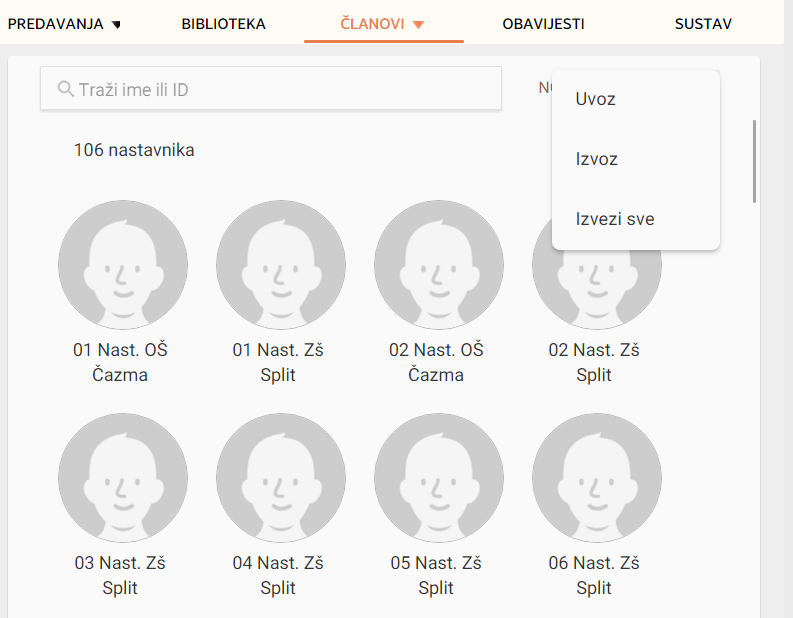 PREDAVANJA BIBLIOTEKA ČLANOVI OBAVIJESTI SUSTAV
Traži ime ili ID
Uvoz
Izvoz
Izvezi sve
106 nastavnika
01 Nast. OŠ
Čazma
01 Nast. Zš
Split
02 Nast. OŠ
Čazma
02 Nast. Zš
Split
03 Nast. Zš
Split
04 Nast. Zš
Split
05 Nast. Zš
Split
06 Nast. Zš
Split